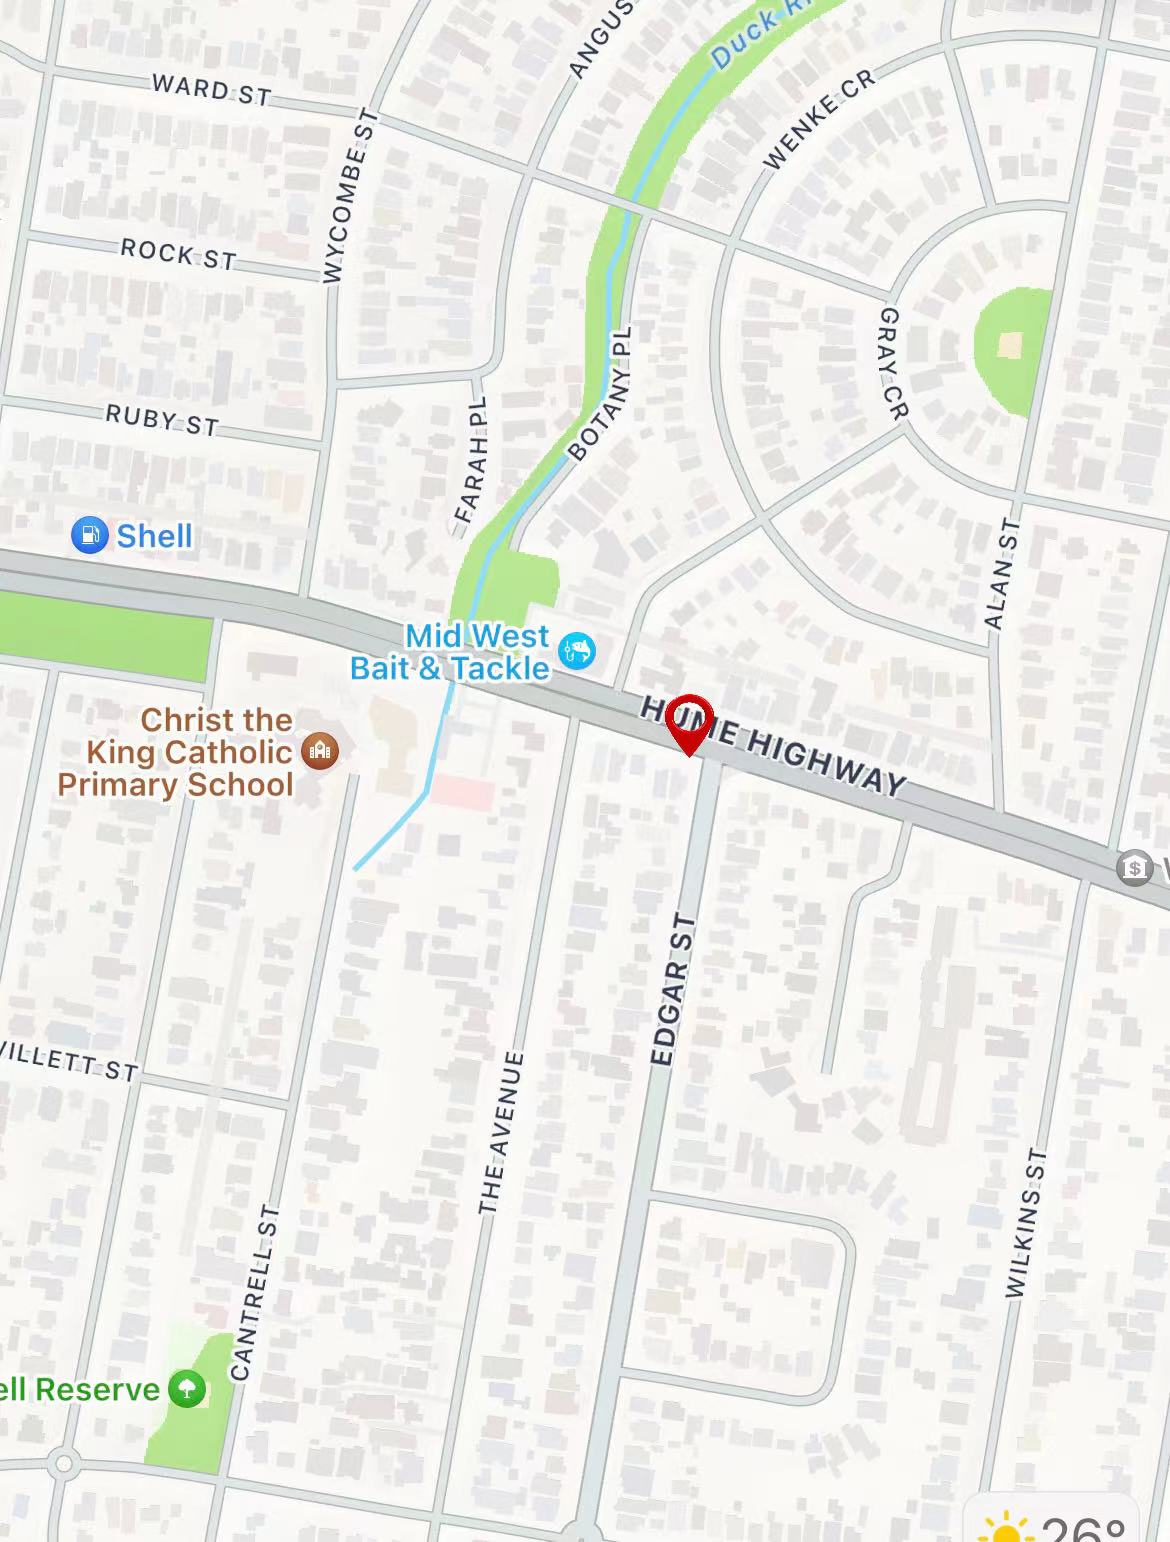 ANGUS
Duck
WENKE CR
WARD ST
WYCOMBE ST
ROCK ST
GRAY CR
BOTANY PL
RUBY ST
FARAH PL
Shell
ALAN ST
Mid West
Bait & Tackle
HUME HIGHWAY
Christ the
King Catholic
Primary School
$
EDGAR ST
VILLETT ST
THE AVENUE
WILKINS ST
CANTRELL ST
ell Reserve
26°